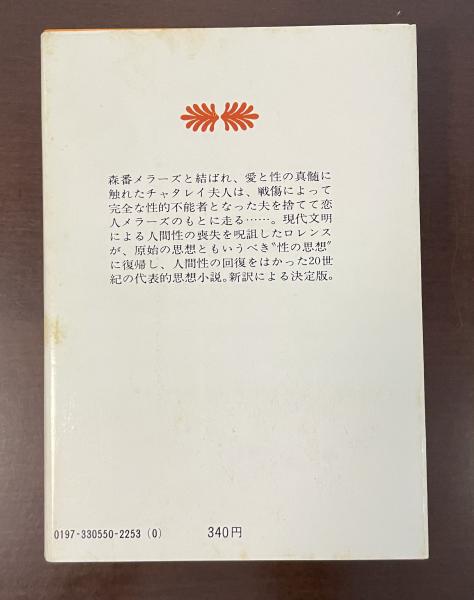 森番メラーズと結ばれ、愛と性の真髄に
触れたチャタレイ夫人は、戦傷によって
完全な性的不能者となった夫を捨てて恋
人メラーズのもとに走る……。現代文明
による人間性の喪失を呪詛したロレンス
が、原始の思想ともいうべき〝性の思想〟
に復帰し、人間性の回復をはかった20世
紀の代表的思想小説。新訳による決定版。
0197-330550-2253 (0)
340円